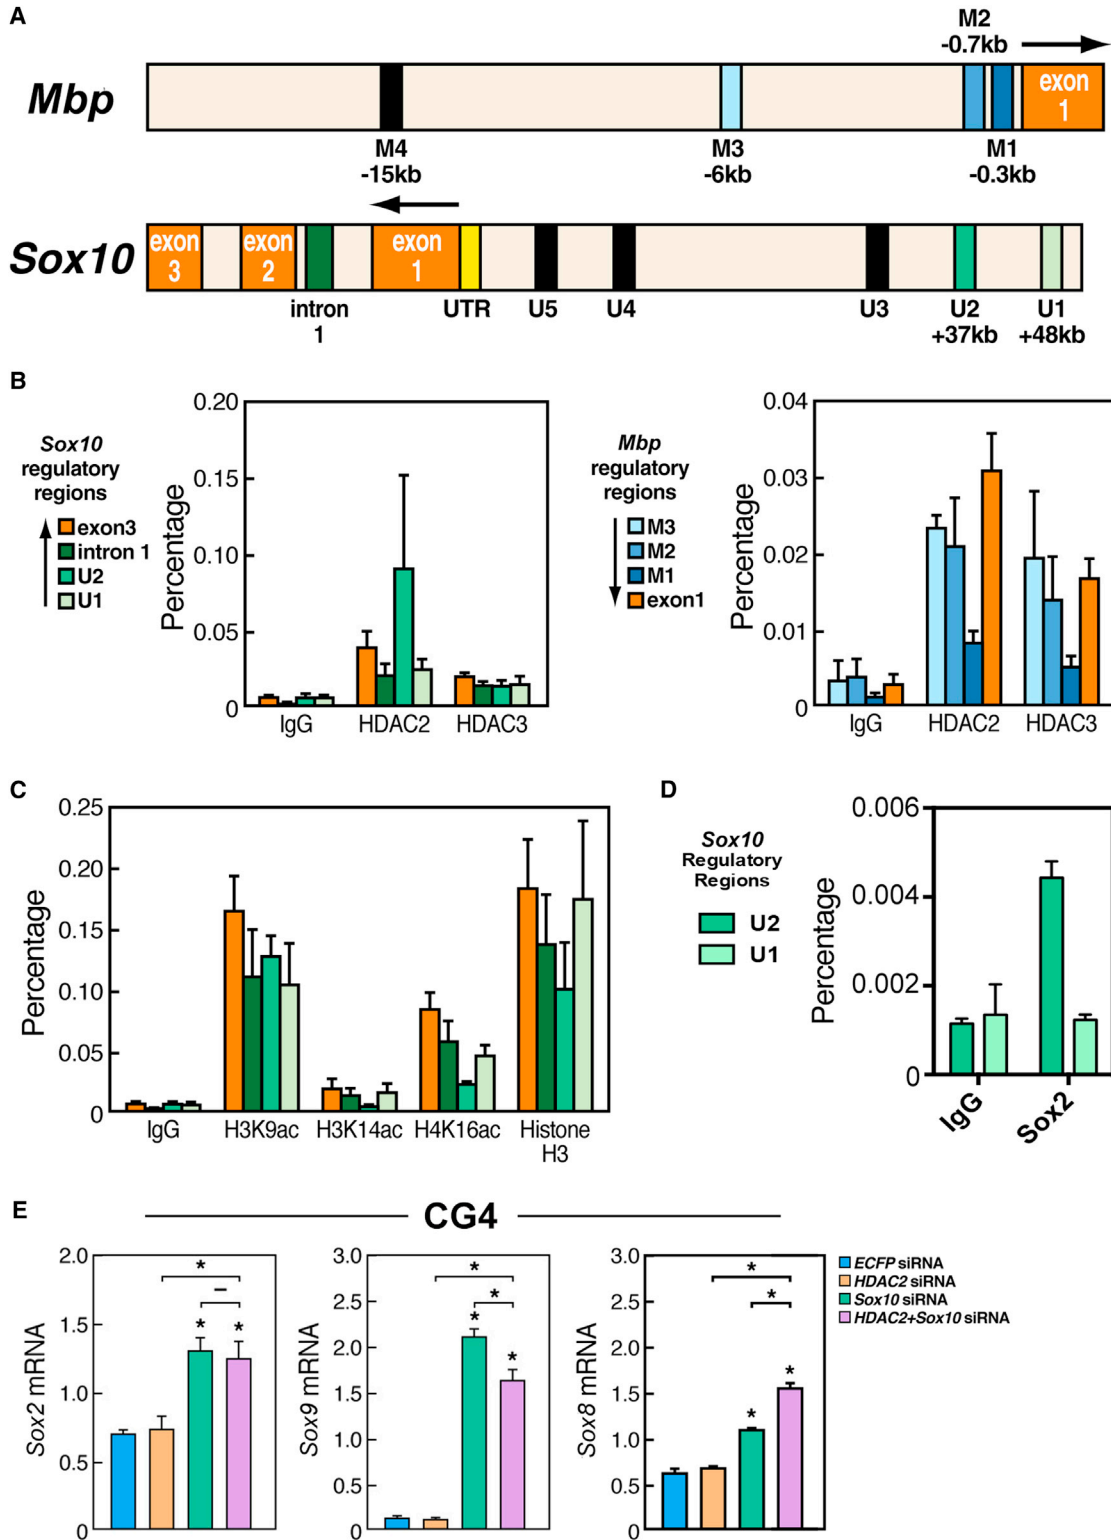 A
M2
-0.7kb
Mbp
exon
1
M4
-15kb
M3
-6kb
M1
-0.3kb
Sox10
exon
3
exon
2
exon
1
intron
1
UTR
U5
U4
U3
U2
+37kb
U1
+48kb
B
Sox10
regulatory
regions
exon3
intron 1
U2
U1
Percentage
0.20
0.15
0.10
0.05
0
IgG
HDAC2
HDAC3
Mbp
regulatory
regions
M3
M2
M1
exon1
Percentage
0.04
0.03
0.02
0.01
0
IgG
HDAC2
HDAC3
C
Percentage
0.25
0.20
0.15
0.10
0.05
0
IgG
H3K9ac
H3K14ac
H4K16ac
Histone
H3
D
Sox10
Regulatory
Regions
U2
U1
Percentage
0.006
0.004
0.002
0
IgG
Sox2
E
CG4
Sox2 mRNA
2.0
1.5
1.0
0.5
0
*
–
* *
Sox9 mRNA
3.0
2.5
2.0
1.5
1.0
0.5
0
*
*
*
*
Sox8 mRNA
3.0
2.5
2.0
1.5
1.0
0.5
0
*
*
*
*
ECFP siRNA
HDAC2 siRNA
Sox10 siRNA
HDAC2+Sox10 siRNA